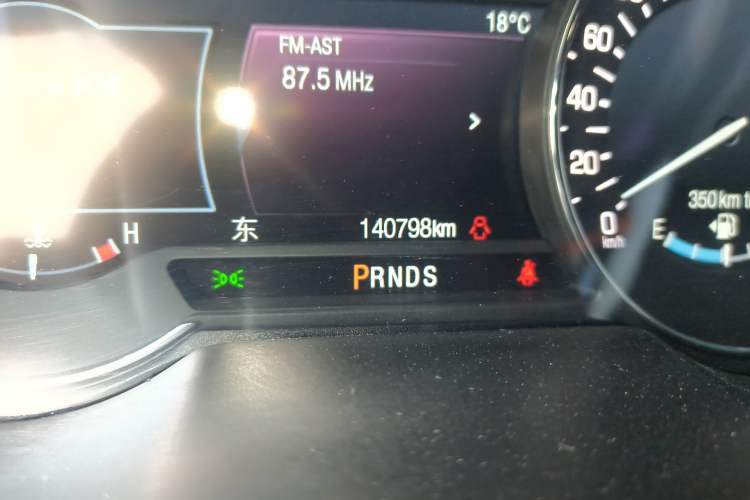 18°C
FM-AST
87.5 MHz
60
40
20
0
km/h
350 km t
E
H
东
140798km
PRNDS